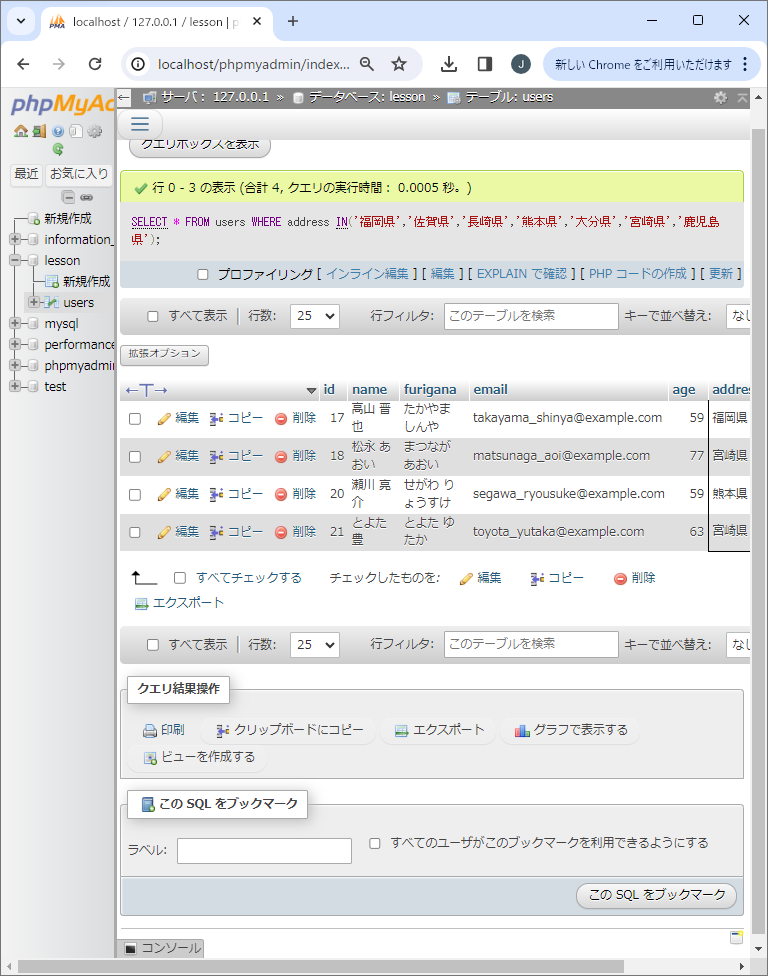 localhost / 127.0.0.1 / lesson | p
localhost/phpmyadmin/index...
J
新しい Chrome をご利用いただけます
phpMyAd
サーバ: 127.0.0.1 » データベース: lesson » テーブル: users
クエリボックスを表示
最近 お気に入り
新規作成
information_
lesson
新規作成
users
mysql
performance
phpmyadmin
test
行 0 - 3 の表示 (合計 4, クエリの実行時間： 0.0005 秒。)
SELECT * FROM users WHERE address IN('福岡県','佐賀県','長崎県','熊本県','大分県','宮崎県','鹿児島
県');
プロファイリング [ インライン編集 ] [ 編集 ] [ EXPLAIN で確認 ] [ PHP コードの作成 ] [ 更新 ]
すべて表示 行数: 25 行フィルタ: このテーブルを検索 キーで並べ替え: なし
拡張オプション
←T→ id name furigana email age addres
編集 コピー 削除 17 高山 晋也 たかやま しんや takayama_shinya@example.com 59 福岡県
編集 コピー 削除 18 松永 あおい まつなが あおい matsunaga_aoi@example.com 77 宮崎県
編集 コピー 削除 20 瀬川 亮介 せがわ りょうすけ segawa_ryousuke@example.com 59 熊本県
編集 コピー 削除 21 とよた 豊 とよた ゆたか toyota_yutaka@example.com 63 宮崎県
すべてチェックする チェックしたものを: 編集 コピー 削除
エクスポート
すべて表示 行数: 25 行フィルタ: このテーブルを検索 キーで並べ替え: なし
クエリ結果操作
印刷 クリップボードにコピー エクスポート グラフで表示する
ビューを作成する
この SQL をブックマーク
ラベル: すべてのユーザがこのブックマークを利用できるようにする
この SQL をブックマーク
コンソール